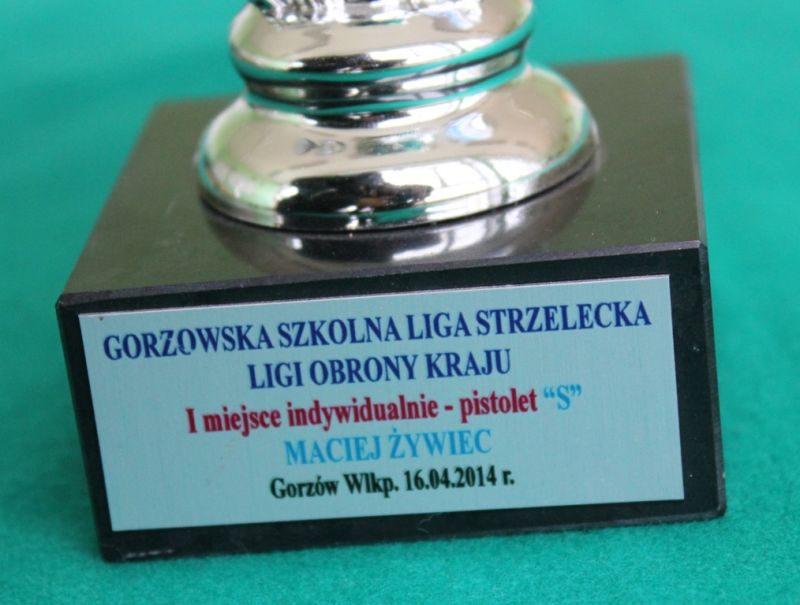 GORZOWSKA SZKOLNA LIGA STRZELECKA
LIGI OBRONY KRAJU
I miejsce indywidualnie - pistolet “S”
MACIEJ ŻYWIEC
Gorzów Wlkp. 16.04.2014 r.